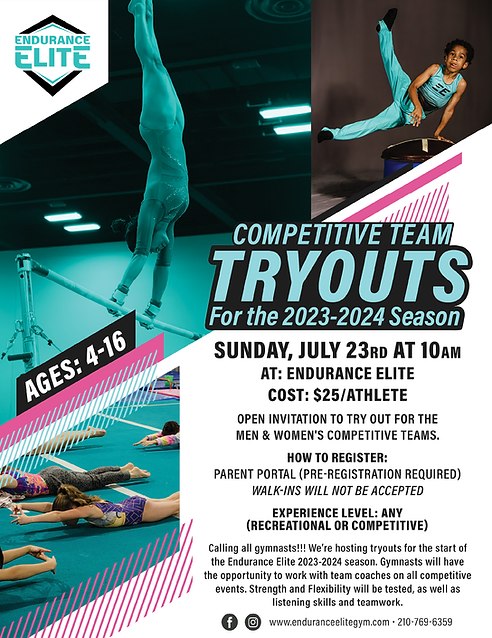 ENDURANCE
ELITE
COMPETITIVE TEAM
TRYOUTS
For the 2023-2024 Season
AGES: 4-16
SUNDAY, JULY 23RD AT 10AM
AT: ENDURANCE ELITE
COST: $25/ATHLETE
OPEN INVITATION TO TRY OUT FOR THE
MEN & WOMEN'S COMPETITIVE TEAMS.
HOW TO REGISTER:
PARENT PORTAL (PRE-REGISTRATION REQUIRED)
WALK-INS WILL NOT BE ACCEPTED
EXPERIENCE LEVEL: ANY
(RECREATIONAL OR COMPETITIVE)
Calling all gymnasts!!! We're hosting tryouts for the start of
the Endurance Elite 2023-2024 season. Gymnasts will have
the opportunity to work with team coaches on all competitive
events. Strength and Flexibility will be tested, as well as
listening skills and teamwork.
www.enduranceelitegym.com • 210-769-6359